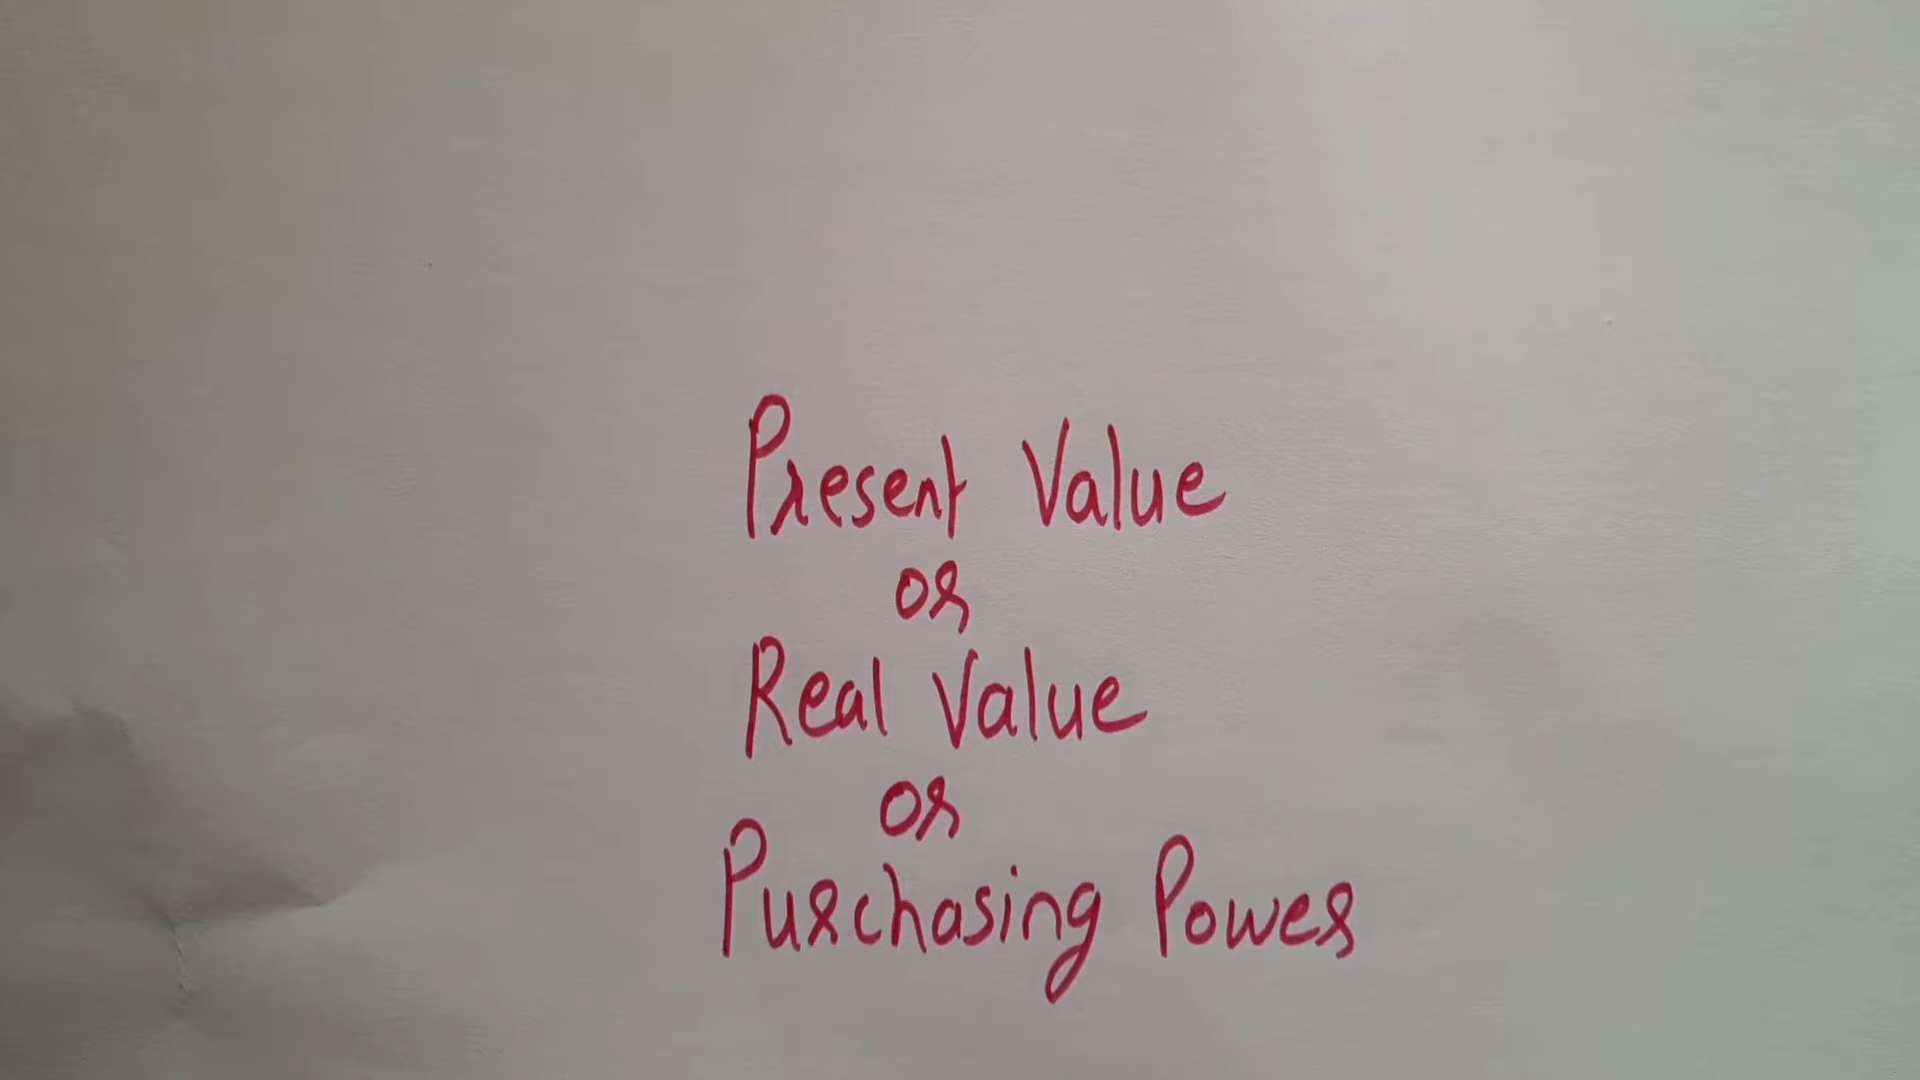 Present Value
or
Real Value
or
Purchasing Power